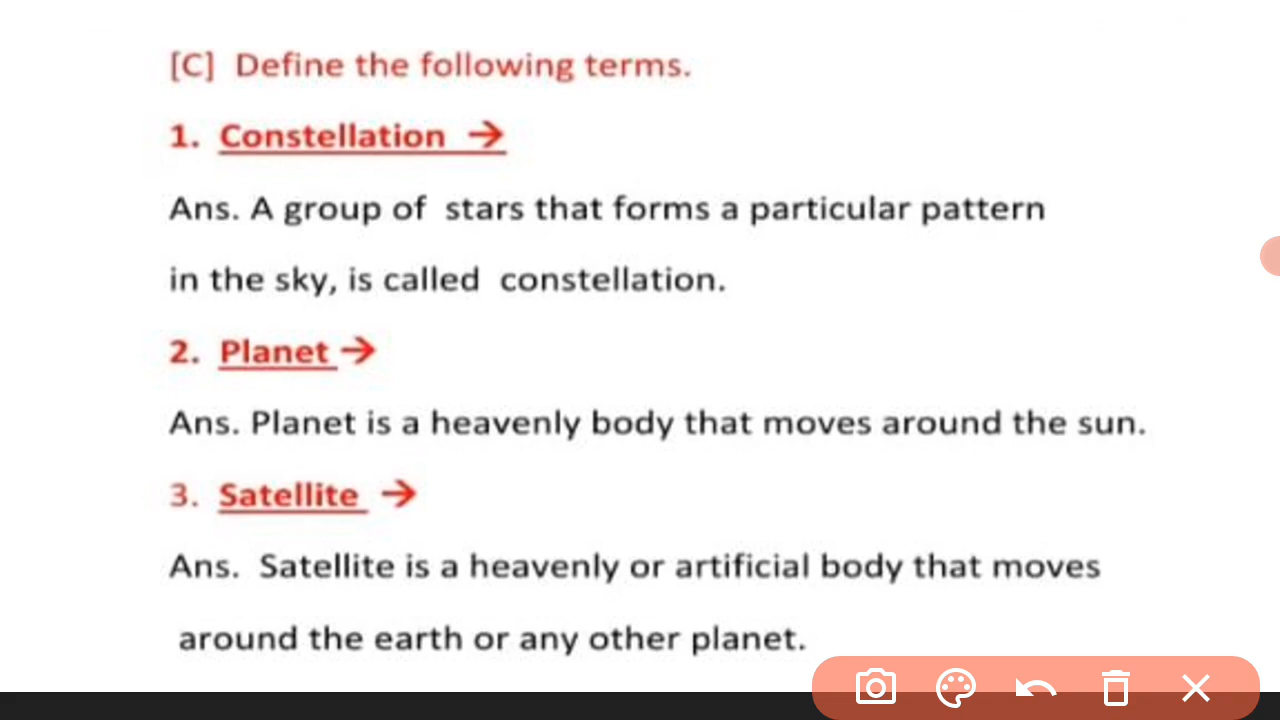 [C] Define the following terms.
1. Constellation →
Ans. A group of stars that forms a particular pattern
in the sky, is called constellation.
2. Planet →
Ans. Planet is a heavenly body that moves around the sun.
3. Satellite →
Ans. Satellite is a heavenly or artificial body that moves
around the earth or any other planet.